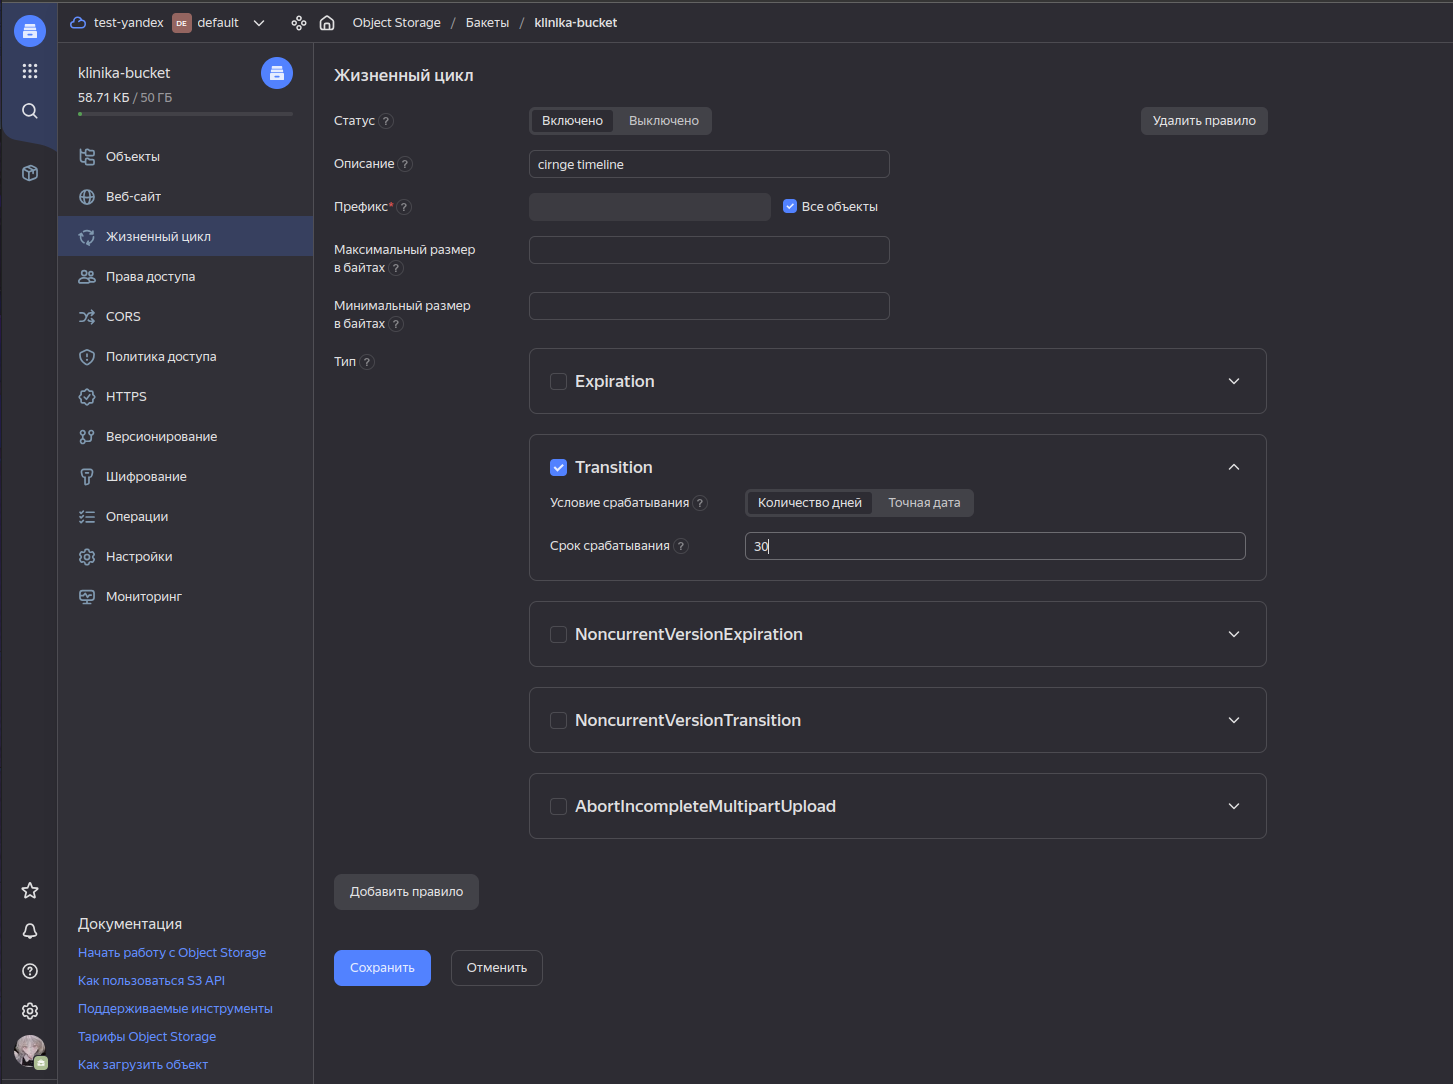 test-yandex DE default Object Storage / Бакеты / klinika-bucket
klinika-bucket
58.71 КБ / 50 ГБ
Объекты
Веб-сайт
Жизненный цикл
Права доступа
CORS
Политика доступа
HTTPS
Версионирование
Шифрование
Операции
Настройки
Мониторинг
Документация
Начать работу с Object Storage
Как пользоваться S3 API
Поддерживаемые инструменты
Тарифы Object Storage
Как загрузить объект
Жизненный цикл
Статус ? Включено Выключено Удалить правило
Описание ? cirnge timeline
Префикс* ? Все объекты
Максимальный размер
в байтах ?
Минимальный размер
в байтах ?
Тип ?
Expiration
Transition
Условие срабатывания ? Количество дней Точная дата
Срок срабатывания ? 30
NoncurrentVersionExpiration
NoncurrentVersionTransition
AbortIncompleteMultipartUpload
Добавить правило
Сохранить Отменить